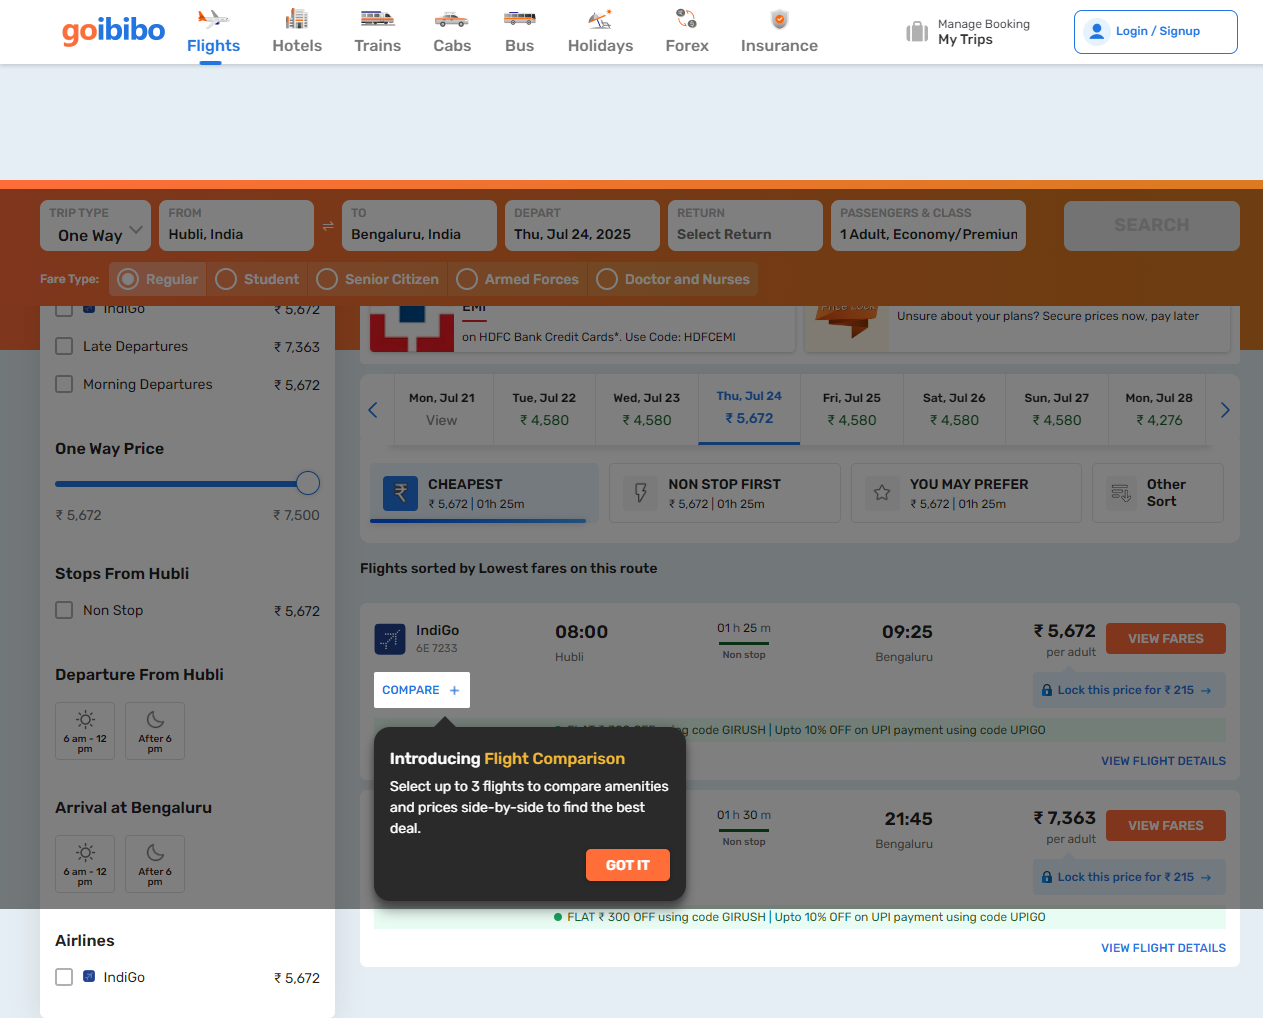 goibibo
Flights
Hotels
Trains
Cabs
Bus
Holidays
Forex
Insurance
Manage Booking
My Trips
Login / Signup
TRIP TYPE
One Way
FROM
Hubli, India
TO
Bengaluru, India
DEPART
Thu, Jul 24, 2025
RETURN
Select Return
PASSENGERS & CLASS
1 Adult, Economy/Premiun
SEARCH
Fare Type:
Regular
Student
Senior Citizen
Armed Forces
Doctor and Nurses
IndiGo
₹ 5,672
Late Departures
₹ 7,363
Morning Departures
₹ 5,672
One Way Price
₹ 5,672
₹ 7,500
Stops From Hubli
Non Stop
₹ 5,672
Departure From Hubli
6 am - 12
pm
After 6
pm
Arrival at Bengaluru
6 am - 12
pm
After 6
pm
Airlines
IndiGo
₹ 5,672
EMI
on HDFC Bank Credit Cards*. Use Code: HDFCEMI
Price Lock
Unsure about your plans? Secure prices now, pay later
Mon, Jul 21
View
Tue, Jul 22
₹ 4,580
Wed, Jul 23
₹ 4,580
Thu, Jul 24
₹ 5,672
Fri, Jul 25
₹ 4,580
Sat, Jul 26
₹ 4,580
Sun, Jul 27
₹ 4,580
Mon, Jul 28
₹ 4,276
CHEAPEST
₹ 5,672 | 01h 25m
NON STOP FIRST
₹ 5,672 | 01h 25m
YOU MAY PREFER
₹ 5,672 | 01h 25m
Other
Sort
Flights sorted by Lowest fares on this route
IndiGo
6E 7233
08:00
Hubli
01 h 25 m
Non stop
09:25
Bengaluru
₹ 5,672
per adult
VIEW FARES
COMPARE +
Lock this price for ₹ 215 →
ng code GIRUSH | Upto 10% OFF on UPI payment using code UPIGO
VIEW FLIGHT DETAILS
Introducing Flight Comparison
Select up to 3 flights to compare amenities
and prices side-by-side to find the best
deal.
GOT IT
01 h 30 m
Non stop
21:45
Bengaluru
₹ 7,363
per adult
VIEW FARES
Lock this price for ₹ 215 →
FLAT ₹ 300 OFF using code GIRUSH | Upto 10% OFF on UPI payment using code UPIGO
VIEW FLIGHT DETAILS